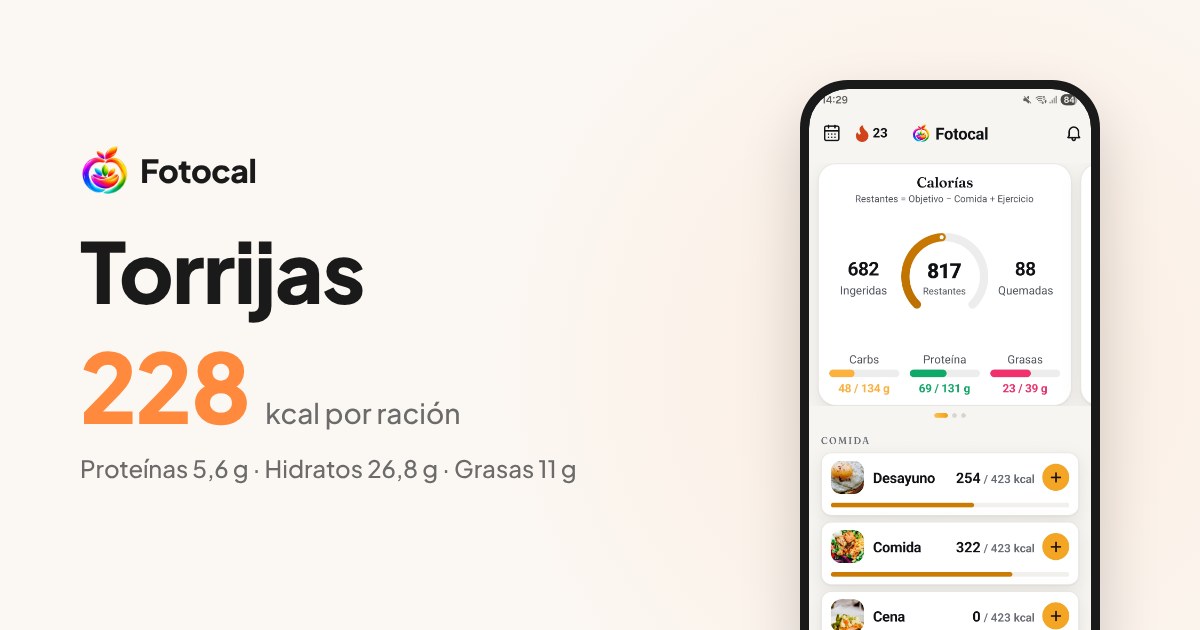 Fotocal
Torrijas
228 kcal por ración
Proteínas 5,6 g · Hidratos 26,8 g · Grasas 11 g
14:29
84
23
Fotocal
Calorías
Restantes = Objetivo − Comida + Ejercicio
682
Ingeridas
817
Restantes
88
Quemadas
Carbs
48 / 134 g
Proteína
69 / 131 g
Grasas
23 / 39 g
COMIDA
Desayuno 254 / 423 kcal +
Comida 322 / 423 kcal +
Cena 0 / 423 kcal +